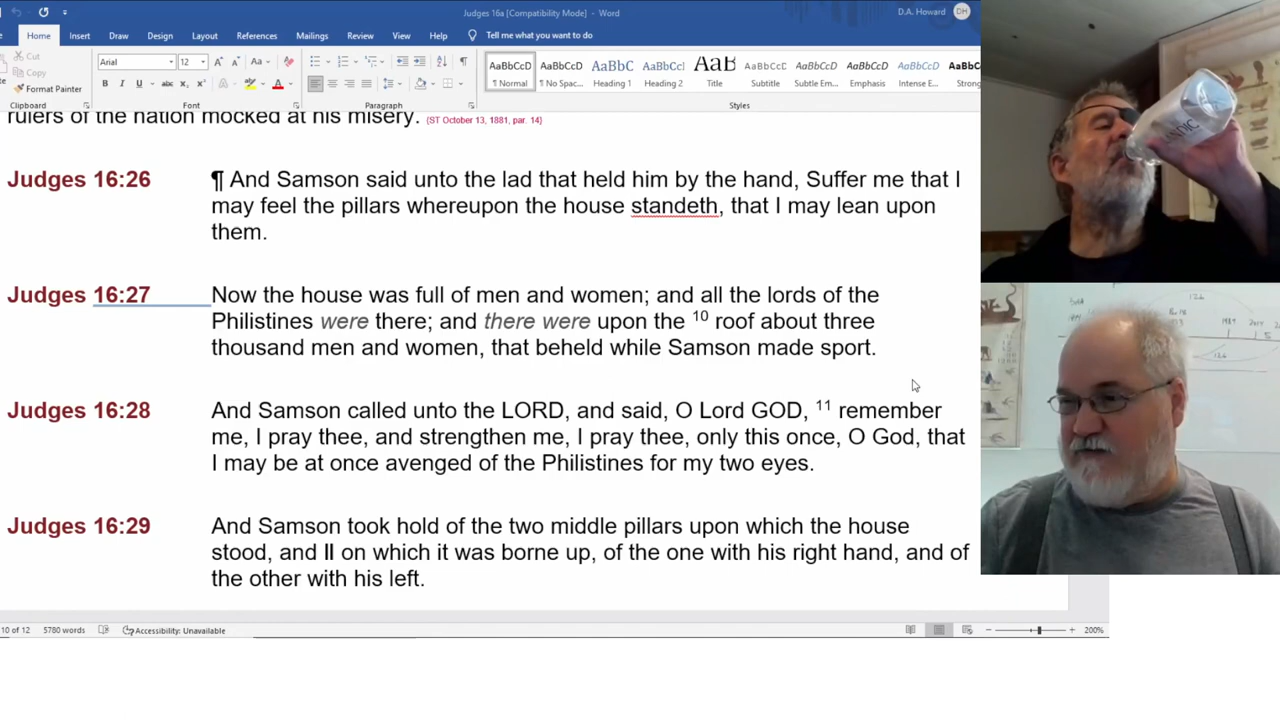 Judges 16a [Compatibility Mode] - Word
D.A. Howard
DH
Home Insert Draw Design Layout References Mailings Review View Help Tell me what you want to do
Cut
Copy
Format Painter
Clipboard
Arial 12
Font
Paragraph
AaBbCcD AaBbCcD AaBbC AaBbCcL AaB AaBbCcD AaBbCcD AaBbCcD AaBbCcD AaBbCc
¶ Normal ¶ No Spac... Heading 1 Heading 2 Title Subtitle Subtle Em... Emphasis Intense E... Strong
Styles
rulers of the nation mocked at his misery. (ST October 13, 1881, par. 14)
Judges 16:26 ¶ And Samson said unto the lad that held him by the hand, Suffer me that I
may feel the pillars whereupon the house standeth, that I may lean upon
them.
Judges 16:27 Now the house was full of men and women; and all the lords of the
Philistines were there; and there were upon the 10 roof about three
thousand men and women, that beheld while Samson made sport.
Judges 16:28 And Samson called unto the LORD, and said, O Lord GOD, 11 remember
me, I pray thee, and strengthen me, I pray thee, only this once, O God, that
I may be at once avenged of the Philistines for my two eyes.
Judges 16:29 And Samson took hold of the two middle pillars upon which the house
stood, and ll on which it was borne up, of the one with his right hand, and of
the other with his left.
10 of 12 5780 words Accessibility: Unavailable 200%